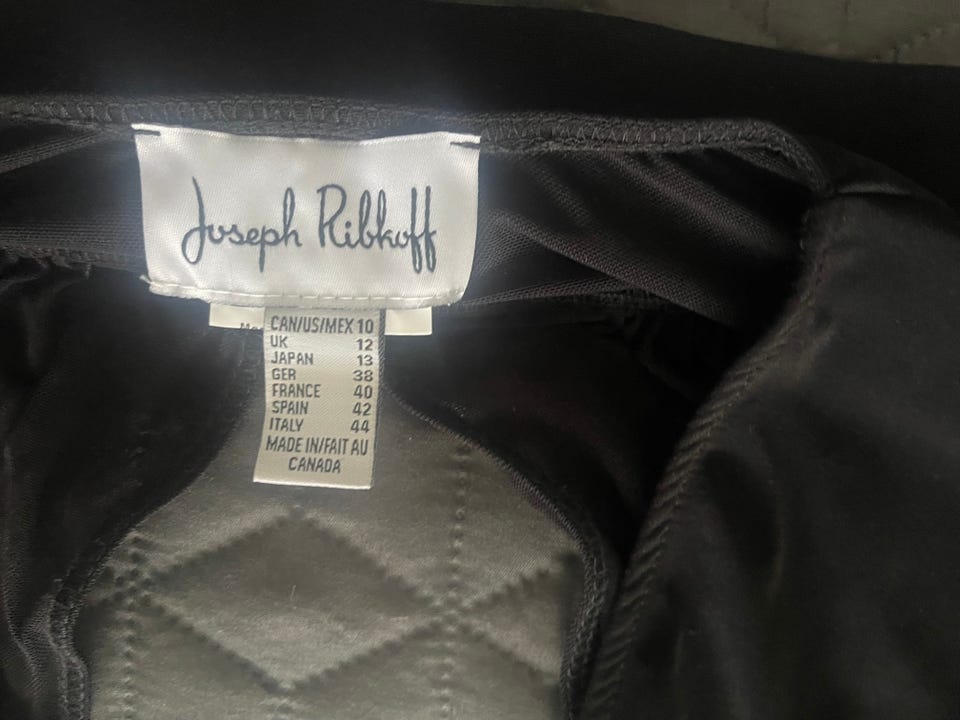 Joseph Ribkoff
CAN/US/MEX 10
UK 12
JAPAN 13
GER 38
FRANCE 40
SPAIN 42
ITALY 44
MADE IN/FAIT AU
CANADA